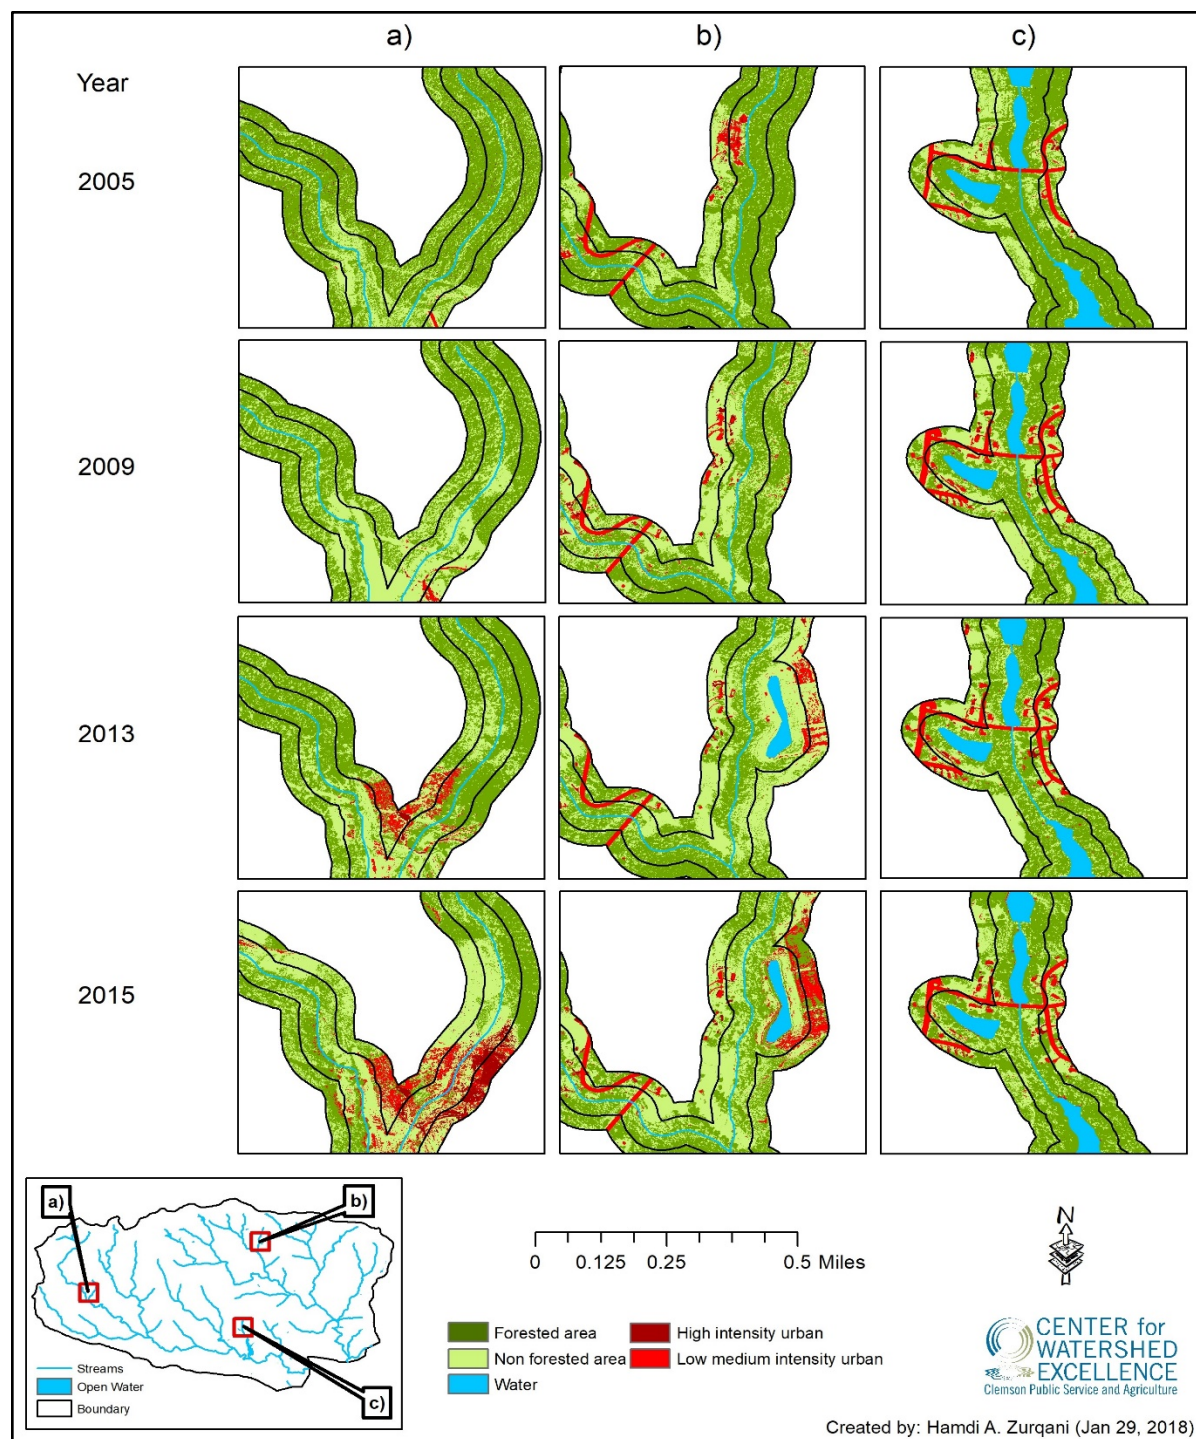 a) b) c)
Year
2005
2009
2013
2015
a)
b)
c)
Streams
Open Water
Boundary
0 0.125 0.25 0.5 Miles
N
Forested area
Non forested area
Water
High intensity urban
Low medium intensity urban
CENTER for
WATERSHED
EXCELLENCE
Clemson Public Service and Agriculture
Created by: Hamdi A. Zurqani (Jan 29, 2018)